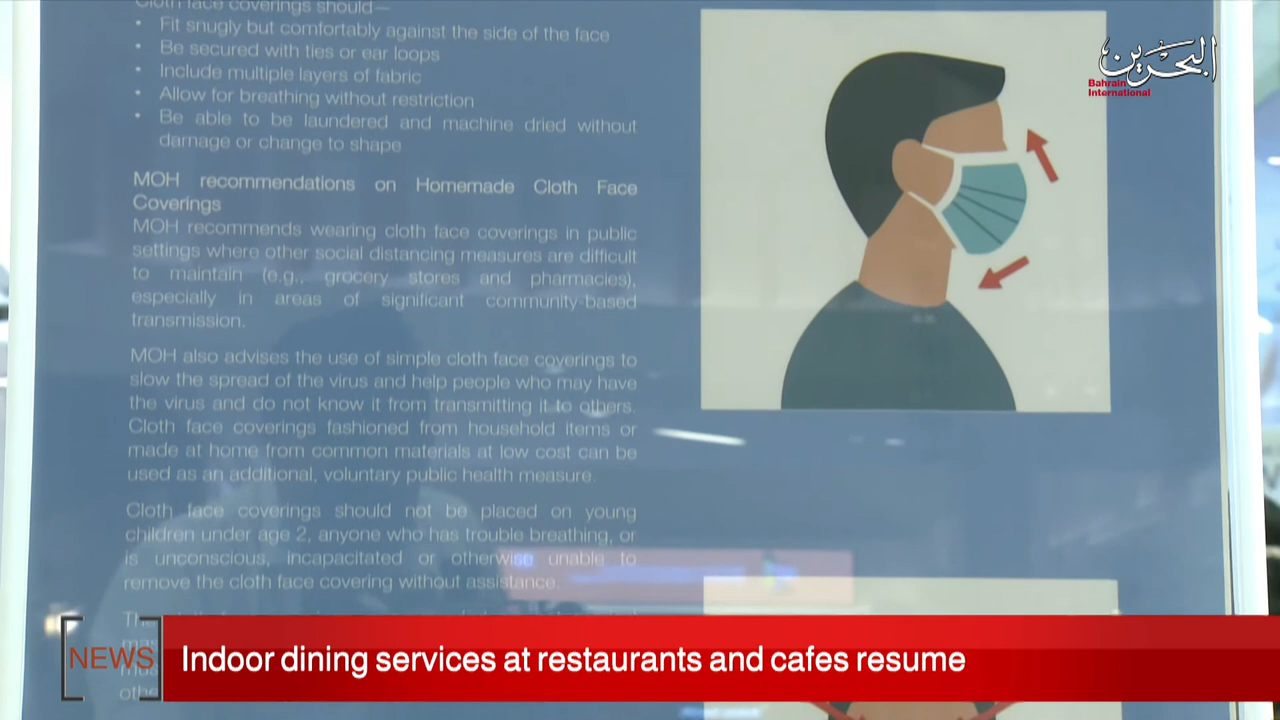 Cloth face coverings should—
• Fit snugly but comfortably against the side of the face
• Be secured with ties or ear loops
• Include multiple layers of fabric
• Allow for breathing without restriction
• Be able to be laundered and machine dried without
damage or change to shape
MOH recommendations on Homemade Cloth Face
Coverings
MOH recommends wearing cloth face coverings in public
settings where other social distancing measures are difficult
to maintain (e.g., grocery stores and pharmacies),
especially in areas of significant community-based
transmission.
MOH also advises the use of simple cloth face coverings to
slow the spread of the virus and help people who may have
the virus and do not know it from transmitting it to others.
Cloth face coverings fashioned from household items or
made at home from common materials at low cost can be
used as an additional, voluntary public health measure.
Cloth face coverings should not be placed on young
children under age 2, anyone who has trouble breathing, or
is unconscious, incapacitated or otherwise unable to
remove the cloth face covering without assistance.
البحرين
Bahrain
International
NEWS
Indoor dining services at restaurants and cafes resume